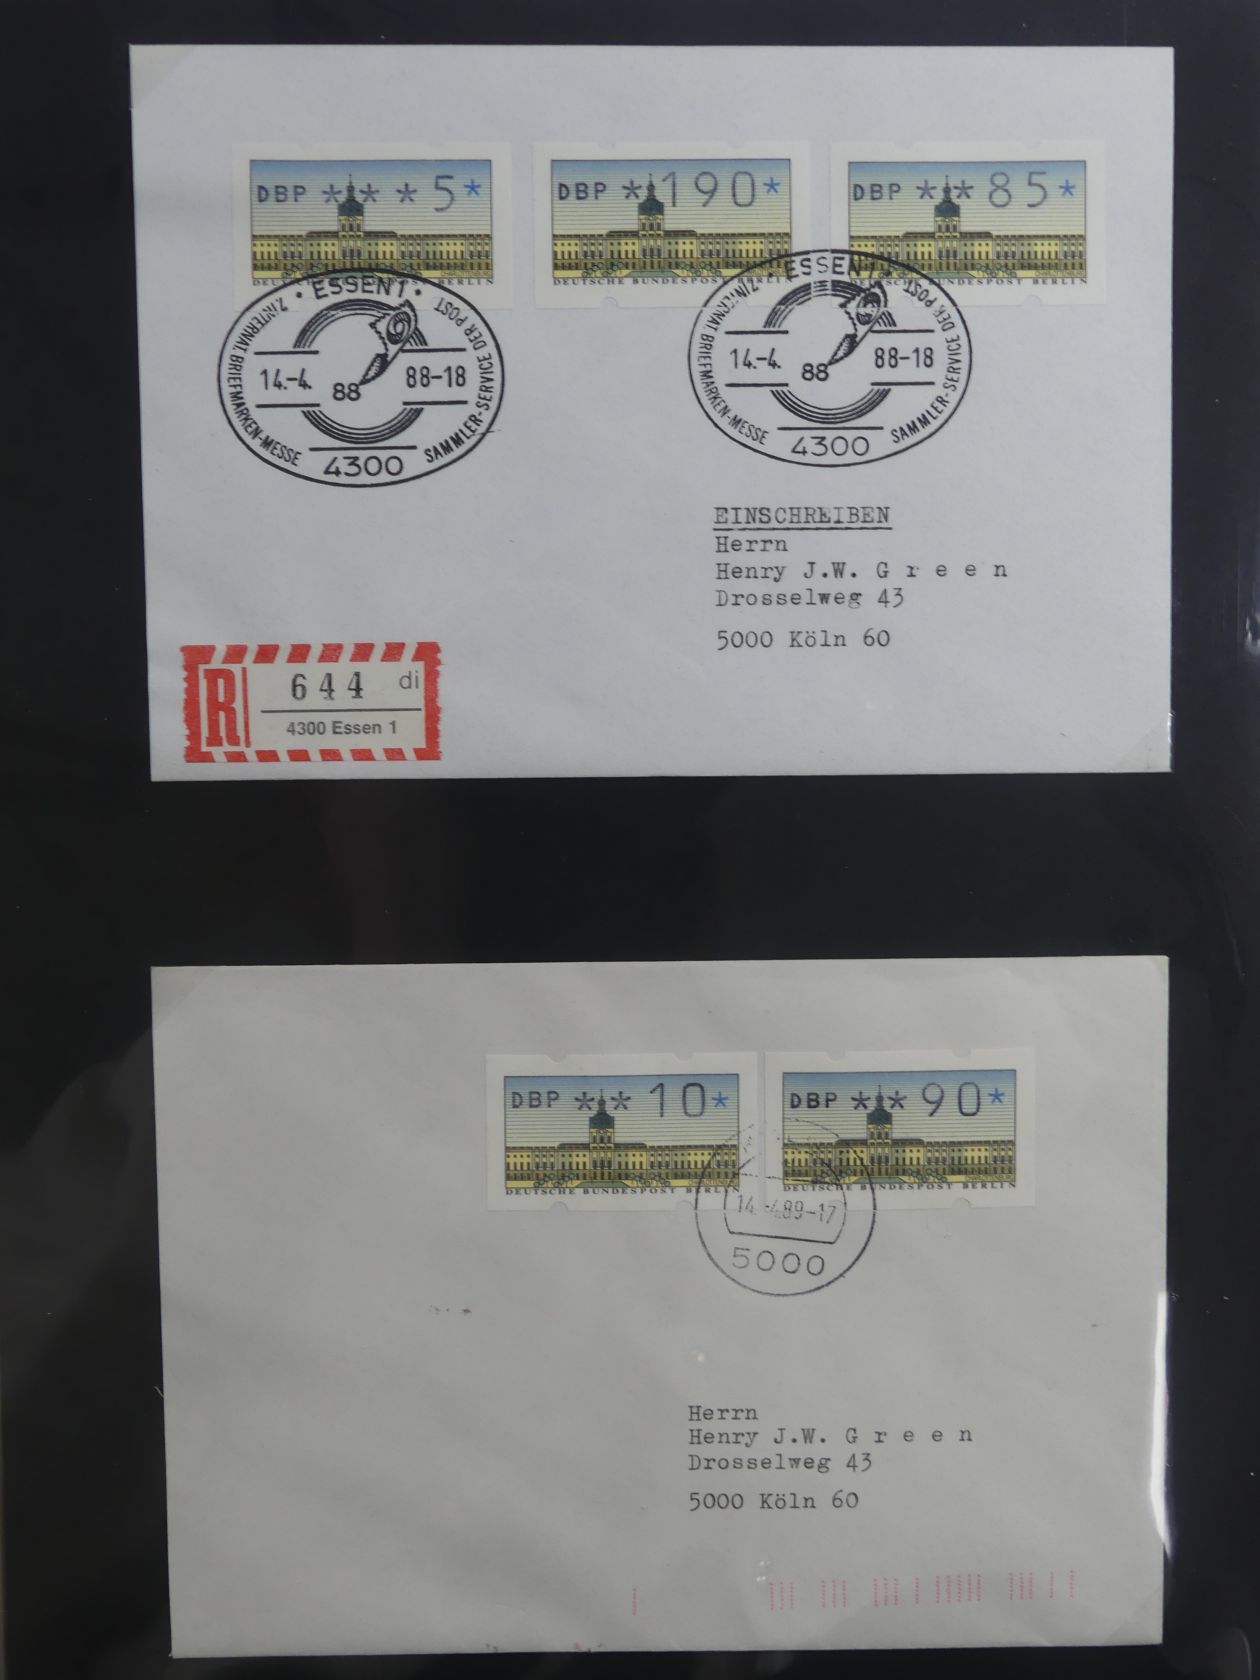 DBP ***5*
DEUTSCHE BUNDESPOST BERLIN
DBP *190*
DEUTSCHE BUNDESPOST BERLIN
DBP **85*
DEUTSCHE BUNDESPOST BERLIN
· ESSEN 1 ·
7. INTERNAT. BRIEFMARKEN-MESSE
SAMMLER-SERVICE DER POST
14.-4. 88-18
88
4300
· ESSEN 1 ·
7. INTERNAT. BRIEFMARKEN-MESSE
SAMMLER-SERVICE DER POST
14.-4. 88-18
88
4300
EINSCHREIBEN
Herrn
Henry J.W. G r e e n
Drosselweg 43
5000 Köln 60
R 644 di
4300 Essen 1
DBP **10*
DEUTSCHE BUNDESPOST BERLIN
DBP **90*
DEUTSCHE BUNDESPOST BERLIN
14.-4.89-17
5000
Herrn
Henry J.W. G r e e n
Drosselweg 43
5000 Köln 60